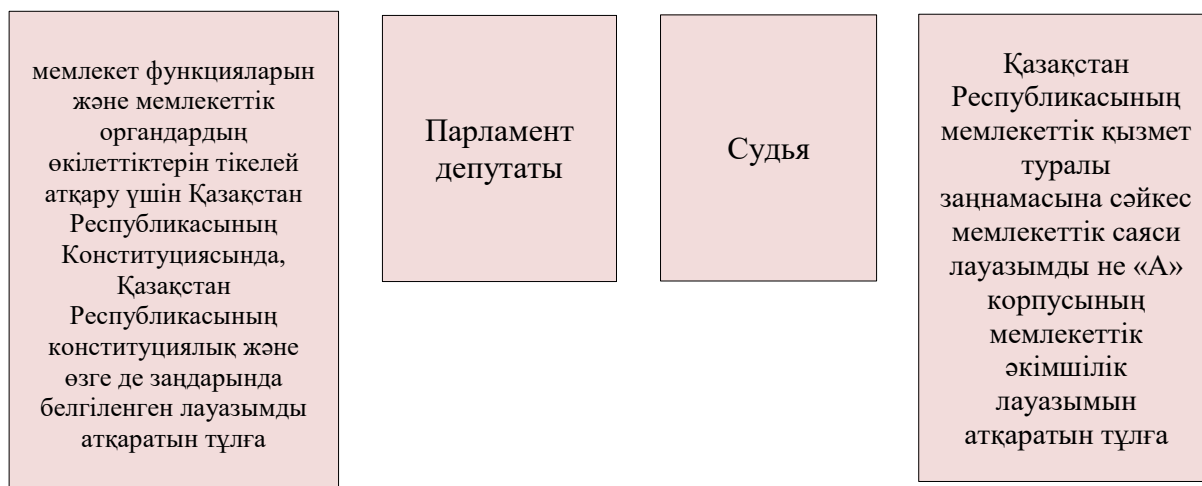 мемлекет функцияларын
және мемлекеттік
органдардың
өкілеттіктерін тікелей
атқару үшін Қазақстан
Республикасының
Конституциясында,
Қазақстан
Республикасының
конституциялық және
өзге де заңдарында
белгіленген лауазымды
атқаратын тұлға
Парламент
депутаты
Судья
Қазақстан
Республикасының
мемлекеттік қызмет
туралы
заңнамасына сәйкес
мемлекеттік саяси
лауазымды не «А»
корпусының
мемлекеттік
әкімшілік
лауазымын
атқаратын тұлға